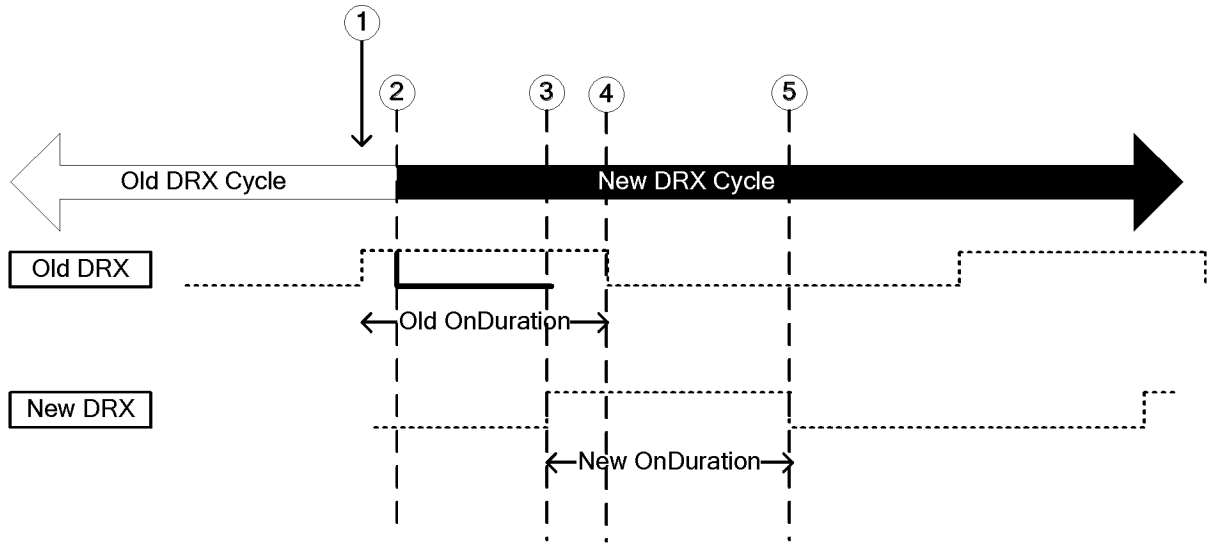 1
2
3
4
5
Old DRX Cycle
New DRX Cycle
Old DRX
Old OnDuration
New DRX
New OnDuration